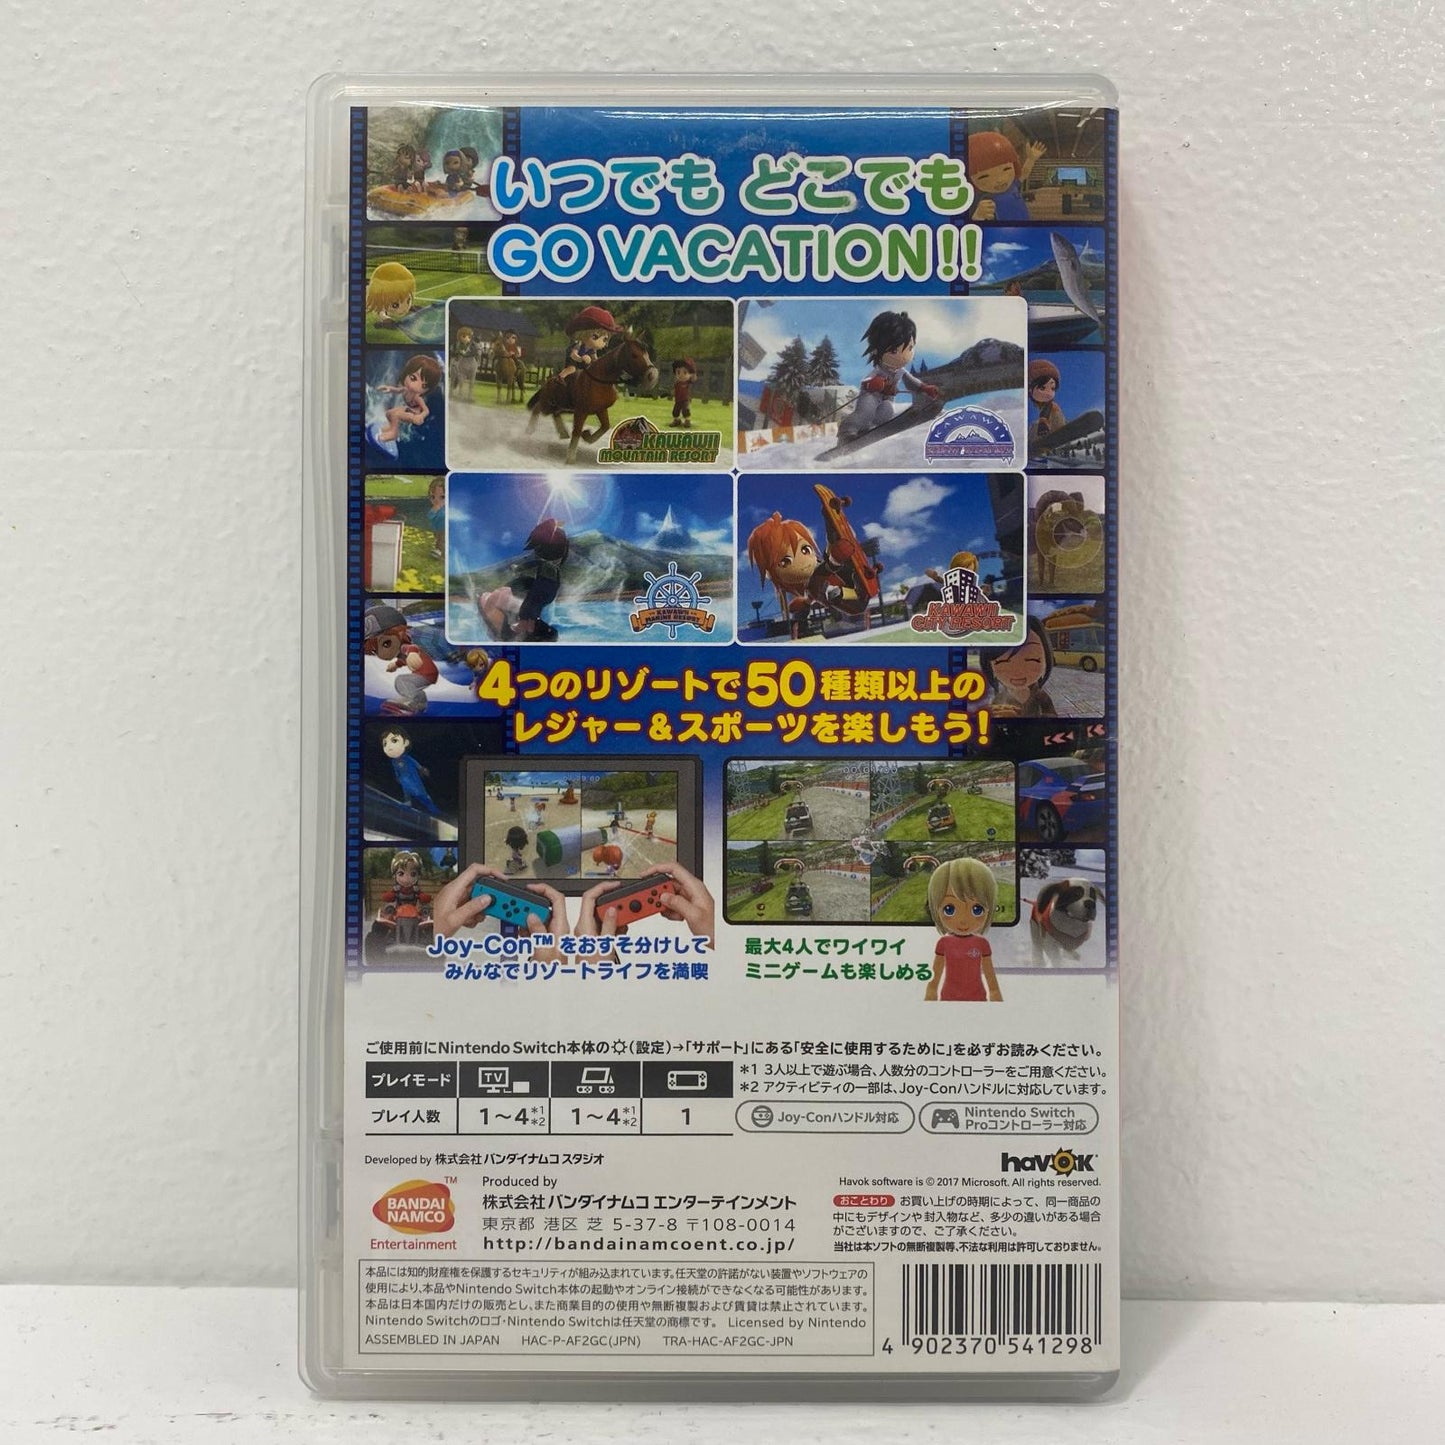 いつでも どこでも
GO VACATION!!
KAWAWII
MOUNTAIN RESORT
KAWAWII
KAWAWII
MARINE RESORT
KAWAWII
CITY RESORT
4つのリゾートで50種類以上の
レジャー＆スポーツを楽しもう！
Joy-Con™ をおすそ分けして
みんなでリゾートライフを満喫
最大4人でワイワイ
ミニゲームも楽しめる
ご使用前にNintendo Switch本体の(設定)→「サポート」にある「安全に使用するために」を必ずお読みください。
プレイモード TV
プレイ人数 1〜4*1*2 1〜4*1*2 1
*1 3人以上で遊ぶ場合、人数分のコントローラーをご用意ください。
*2 アクティビティの一部は、Joy-Conハンドルに対応しています。
Joy-Conハンドル対応
Nintendo Switch
Proコントローラー対応
Developed by 株式会社 バンダイナムコ スタジオ
BANDAI
NAMCO
Entertainment
TM
Produced by
株式会社 バンダイナムコ エンターテインメント
東京都 港区 芝 5-37-8 〒108-0014
http://bandainamcoent.co.jp/
havok
Havok software is © 2017 Microsoft. All rights reserved.
おことわり お買い上げの時期によって、同一商品の
中にもデザインや封入物など、多少の違いがある場合
がございますので、ご了承ください。
当社は本ソフトの無断複製等、不法な利用は許可しておりません。
本品には知的財産権を保護するセキュリティが組み込まれています。任天堂の許諾がない装置やソフトウェアの
使用により、本品やNintendo Switch本体の起動やオンライン接続ができなくなる可能性があります。
本品は日本国内だけの販売とし、また商業目的の使用や無断複製および賃貸は禁止されています。
Nintendo Switchのロゴ・Nintendo Switchは任天堂の商標です。 Licensed by Nintendo
ASSEMBLED IN JAPAN HAC-P-AF2GC(JPN) TRA-HAC-AF2GC-JPN
4 902370 541298